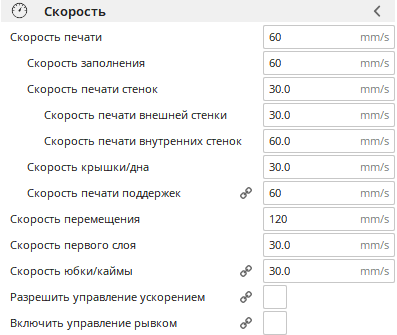 Скорость
Скорость печати 60 mm/s
Скорость заполнения 60 mm/s
Скорость печати стенок 30.0 mm/s
Скорость печати внешней стенки 30.0 mm/s
Скорость печати внутренних стенок 60.0 mm/s
Скорость крышки/дна 30.0 mm/s
Скорость печати поддержек 60 mm/s
Скорость перемещения 120 mm/s
Скорость первого слоя 30.0 mm/s
Скорость юбки/каймы 30.0 mm/s
Разрешить управление ускорением
Включить управление рывком